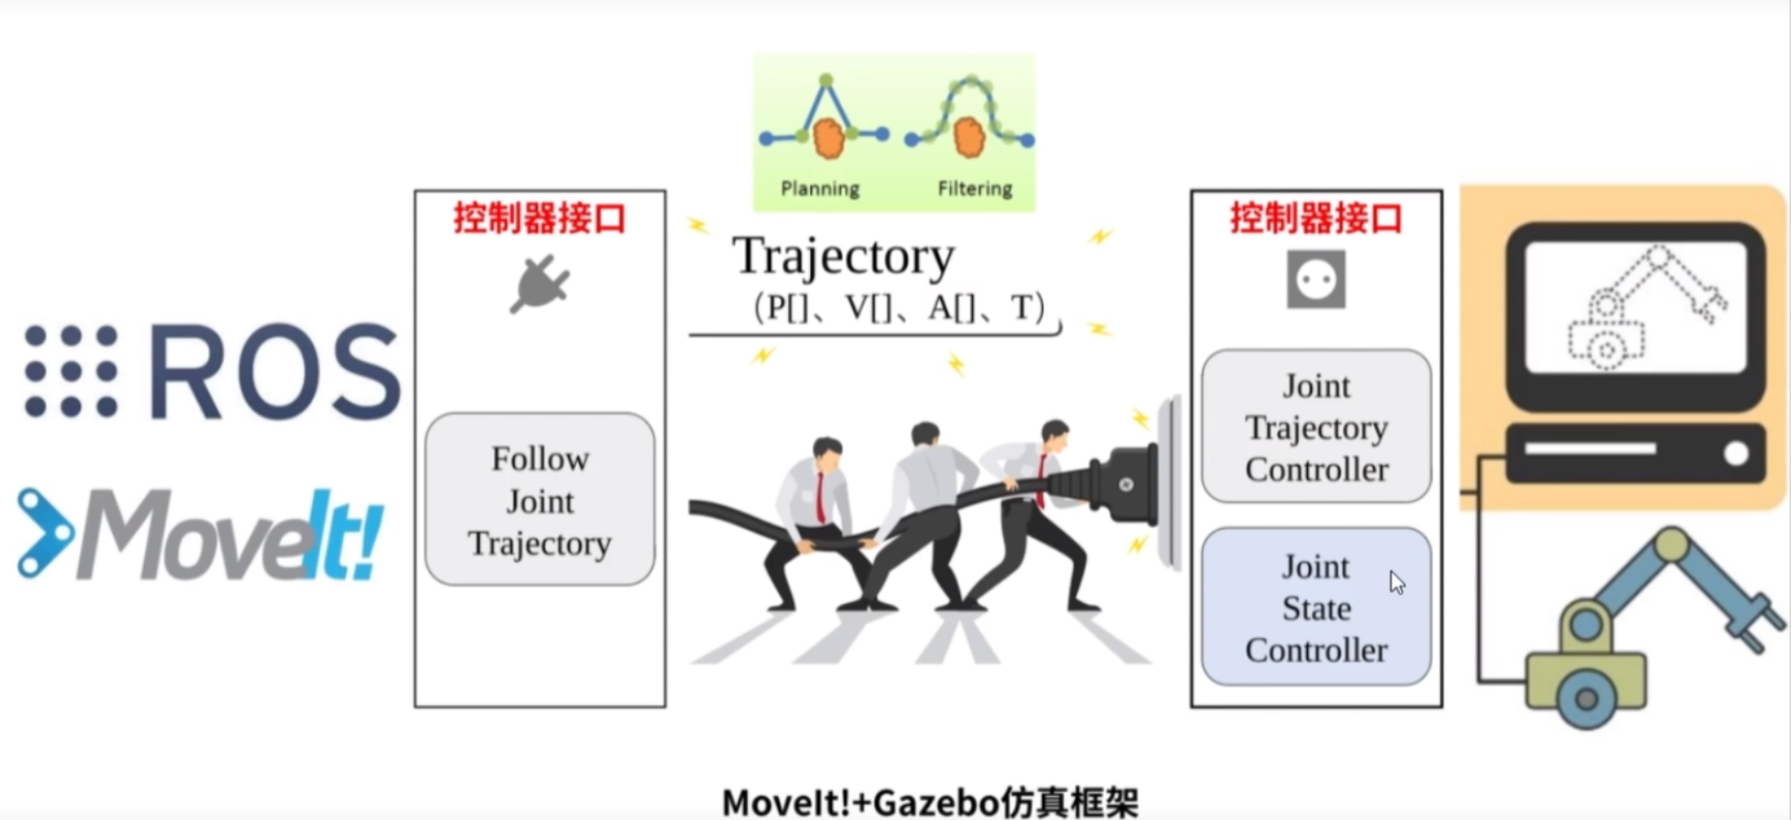 Planning
Filtering
控制器接口
Trajectory
（P[]、V[]、A[]、T）
控制器接口
ROS
MoveIt!
Follow
Joint
Trajectory
Joint
Trajectory
Controller
Joint
State
Controller
MoveIt!+Gazebo仿真框架